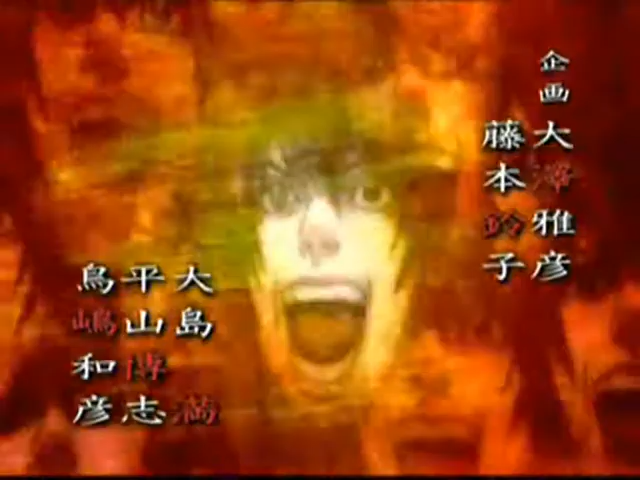 企画
大澤雅彦
藤本鈴子
大島満
平山博志
鳥嶋和彦